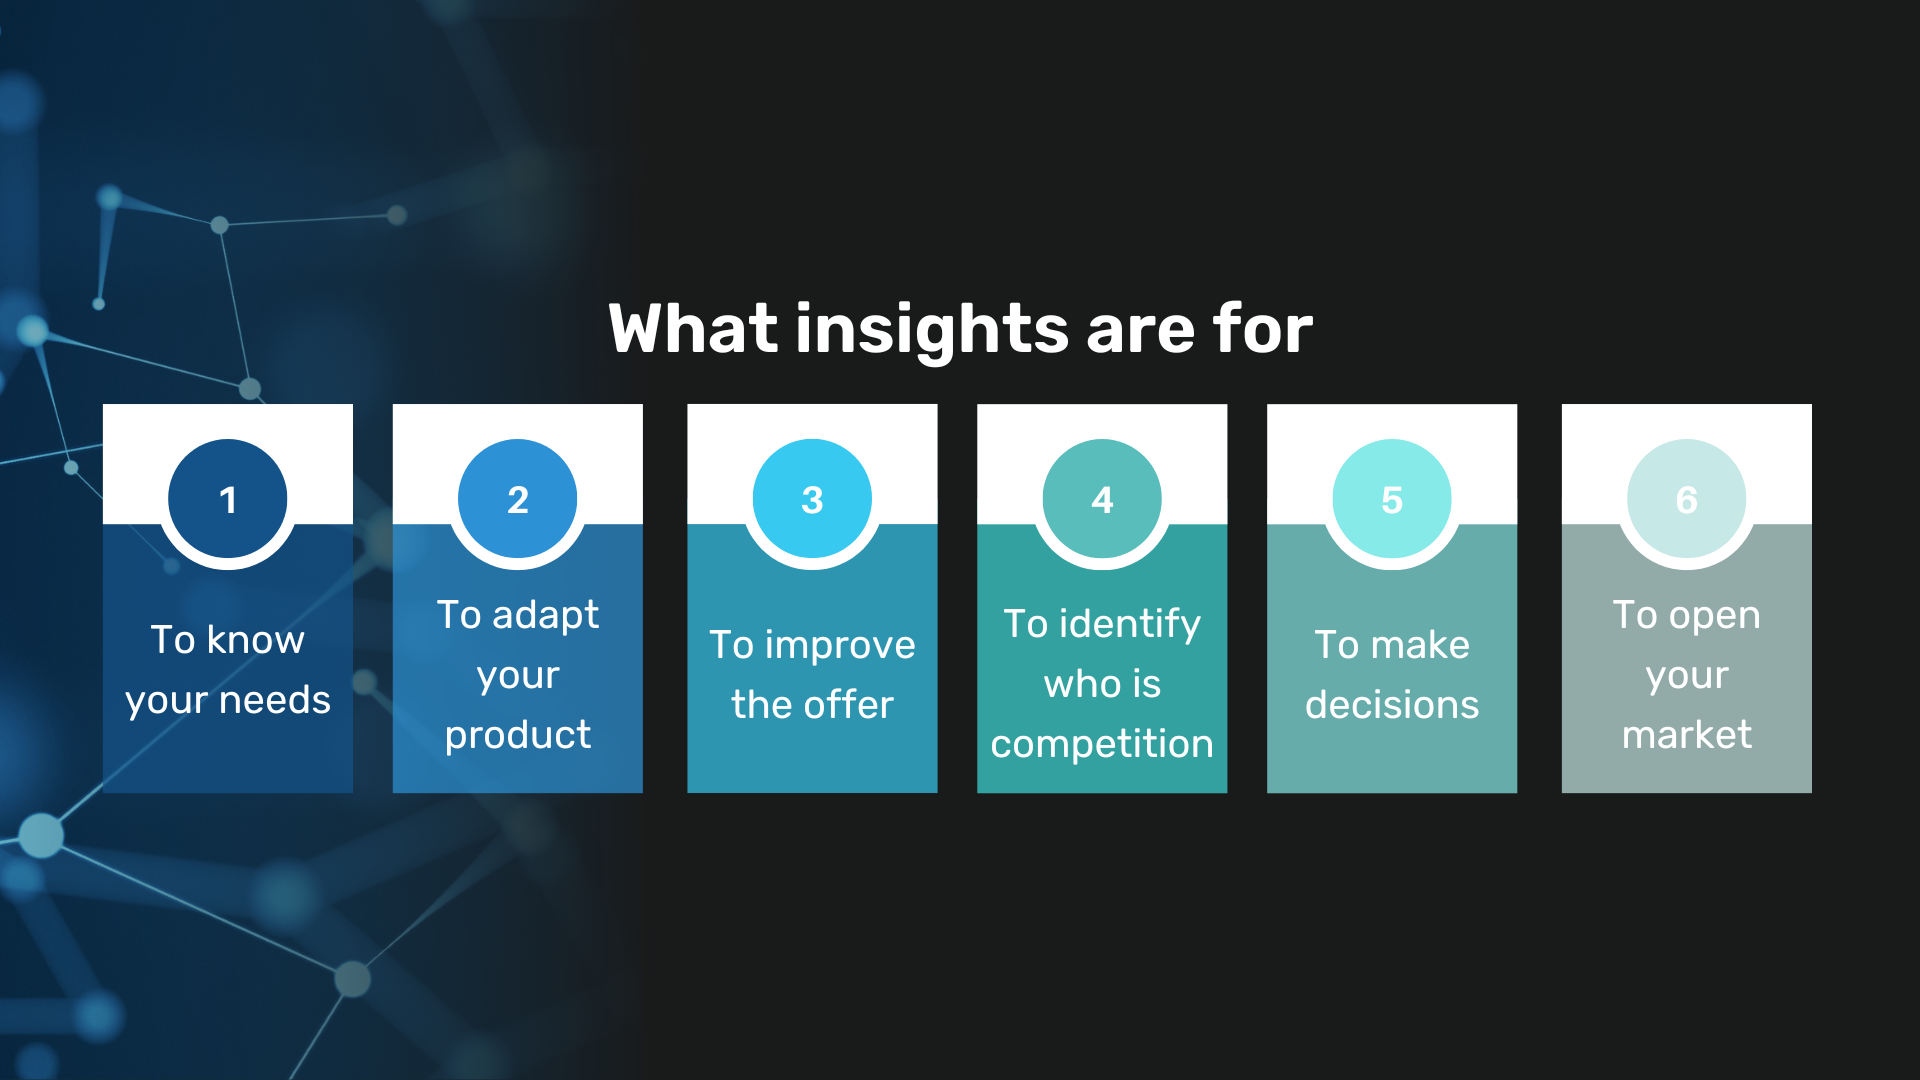 What insights are for
1
To know
your needs
2
To adapt
your
product
3
To improve
the offer
4
To identify
who is
competition
5
To make
decisions
6
To open
your
market